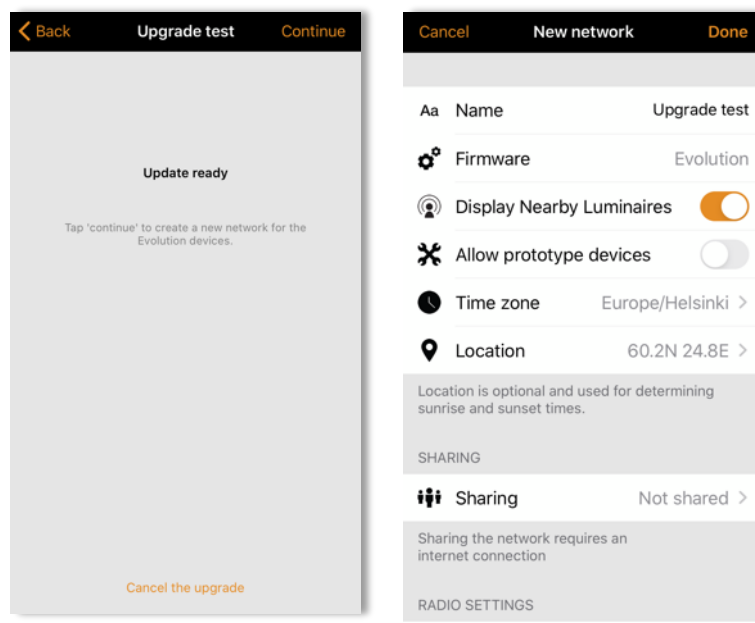 Back Upgrade test Continue
Update ready
Tap 'continue' to create a new network for the
Evolution devices.
Cancel the upgrade
Cancel New network Done
Aa Name Upgrade test
Firmware Evolution
Display Nearby Luminaires
Allow prototype devices
Time zone Europe/Helsinki
Location 60.2N 24.8E
Location is optional and used for determining
sunrise and sunset times.
SHARING
Sharing Not shared
Sharing the network requires an
internet connection
RADIO SETTINGS